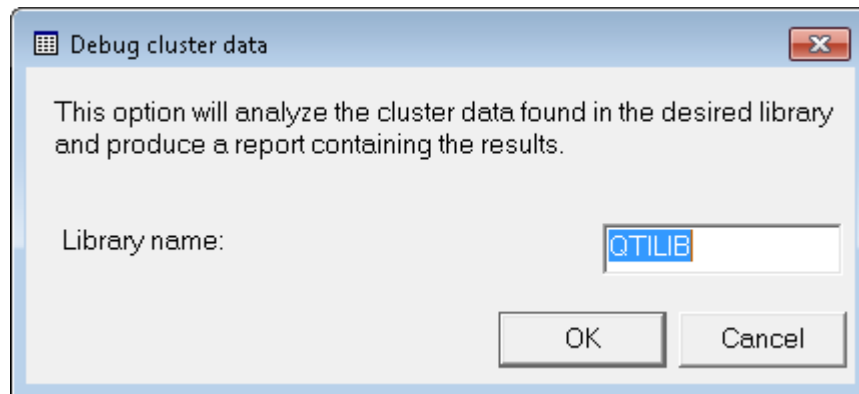 Debug cluster data
This option will analyze the cluster data found in the desired library
and produce a report containing the results.
Library name:
QTILIB
OK
Cancel